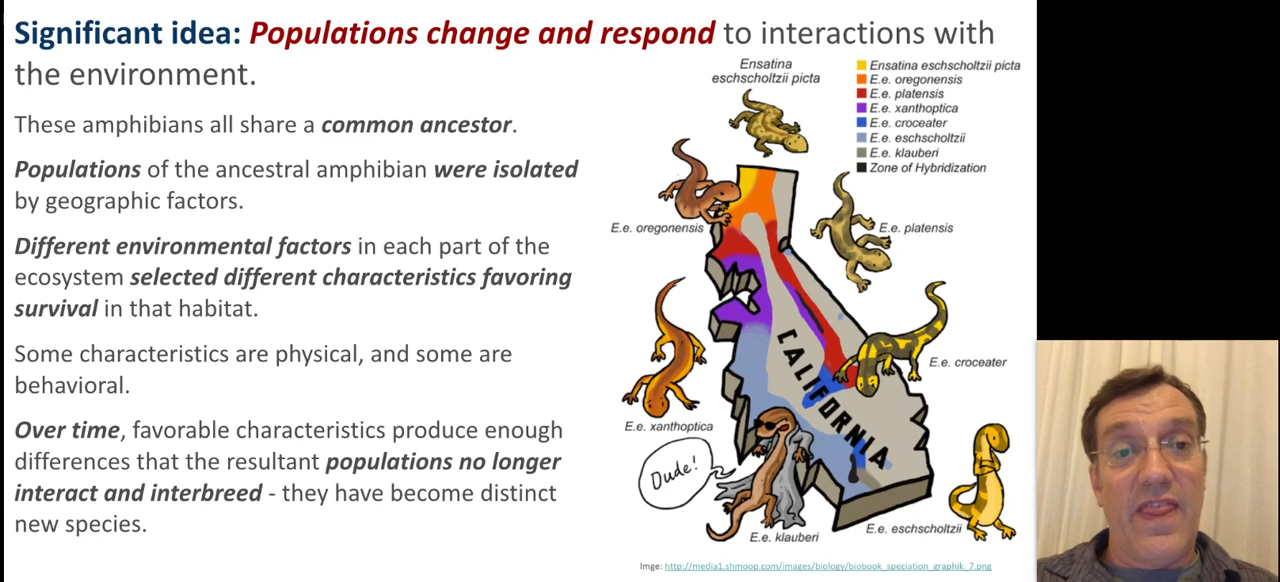 Significant idea: Populations change and respond to interactions with
the environment.
These amphibians all share a common ancestor.
Populations of the ancestral amphibian were isolated
by geographic factors.
Different environmental factors in each part of the
ecosystem selected different characteristics favoring
survival in that habitat.
Some characteristics are physical, and some are
behavioral.
Over time, favorable characteristics produce enough
differences that the resultant populations no longer
interact and interbreed - they have become distinct
new species.
Ensatina
eschscholtzii picta
Ensatina eschscholtzii picta
E.e. oregonensis
E.e. platensis
E.e. xanthoptica
E.e. croceater
E.e. eschscholtzii
E.e. klauberi
Zone of Hybridization
E.e. oregonensis
E.e. platensis
E.e. croceater
E.e. xanthoptica
CALIFORNIA
Dude!
E.e. eschscholtzii
E.e. klauberi
Imge: http://media1.shmoop.com/images/biology/biobook_speciation_graphik_7.png